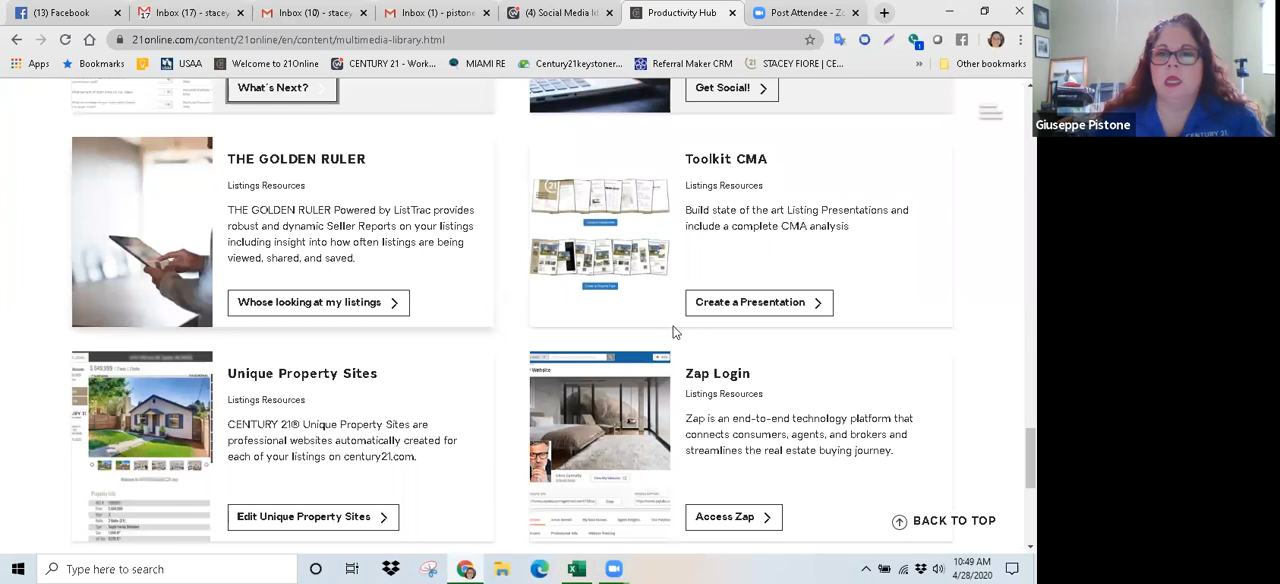 (13) Facebook
Inbox (17) - stacey
Inbox (10) - stacey
Inbox (1) - pistone
(4) Social Media Id
Productivity Hub
Post Attendee - Zo
21online.com/content/21online/en/content/multimedia-library.html
Apps
Bookmarks
USAA
Welcome to 21Online
CENTURY 21 - Work...
MIAMI RE
Century21keystone...
Referral Maker CRM
STACEY FIORE | CE...
Other bookmarks
What's Next?
Get Social!
Giuseppe Pistone
CENTURY 21
THE GOLDEN RULER
Listings Resources
THE GOLDEN RULER Powered by ListTrac provides
robust and dynamic Seller Reports on your listings
including insight into how often listings are being
viewed, shared, and saved.
Whose looking at my listings
Toolkit CMA
Listings Resources
Build state of the art Listing Presentations and
include a complete CMA analysis
Create a Presentation
Unique Property Sites
Listings Resources
CENTURY 21® Unique Property Sites are
professional websites automatically created for
each of your listings on century21.com.
Edit Unique Property Sites
Property Info
Zap Login
Listings Resources
Zap is an end-to-end technology platform that
connects consumers, agents, and brokers and
streamlines the real estate buying journey.
Access Zap
BACK TO TOP
Type here to search
10:49 AM
4/28/2020